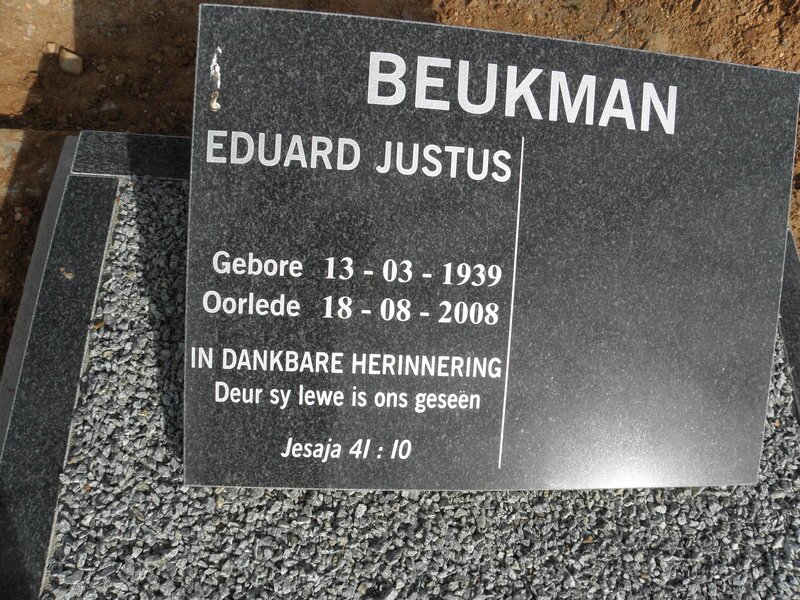 BEUKMAN
EDUARD JUSTUS
Gebore 13 - 03 - 1939
Oorlede 18 - 08 - 2008
IN DANKBARE HERINNERING
Deur sy lewe is ons geseën
Jesaja 41 : 10